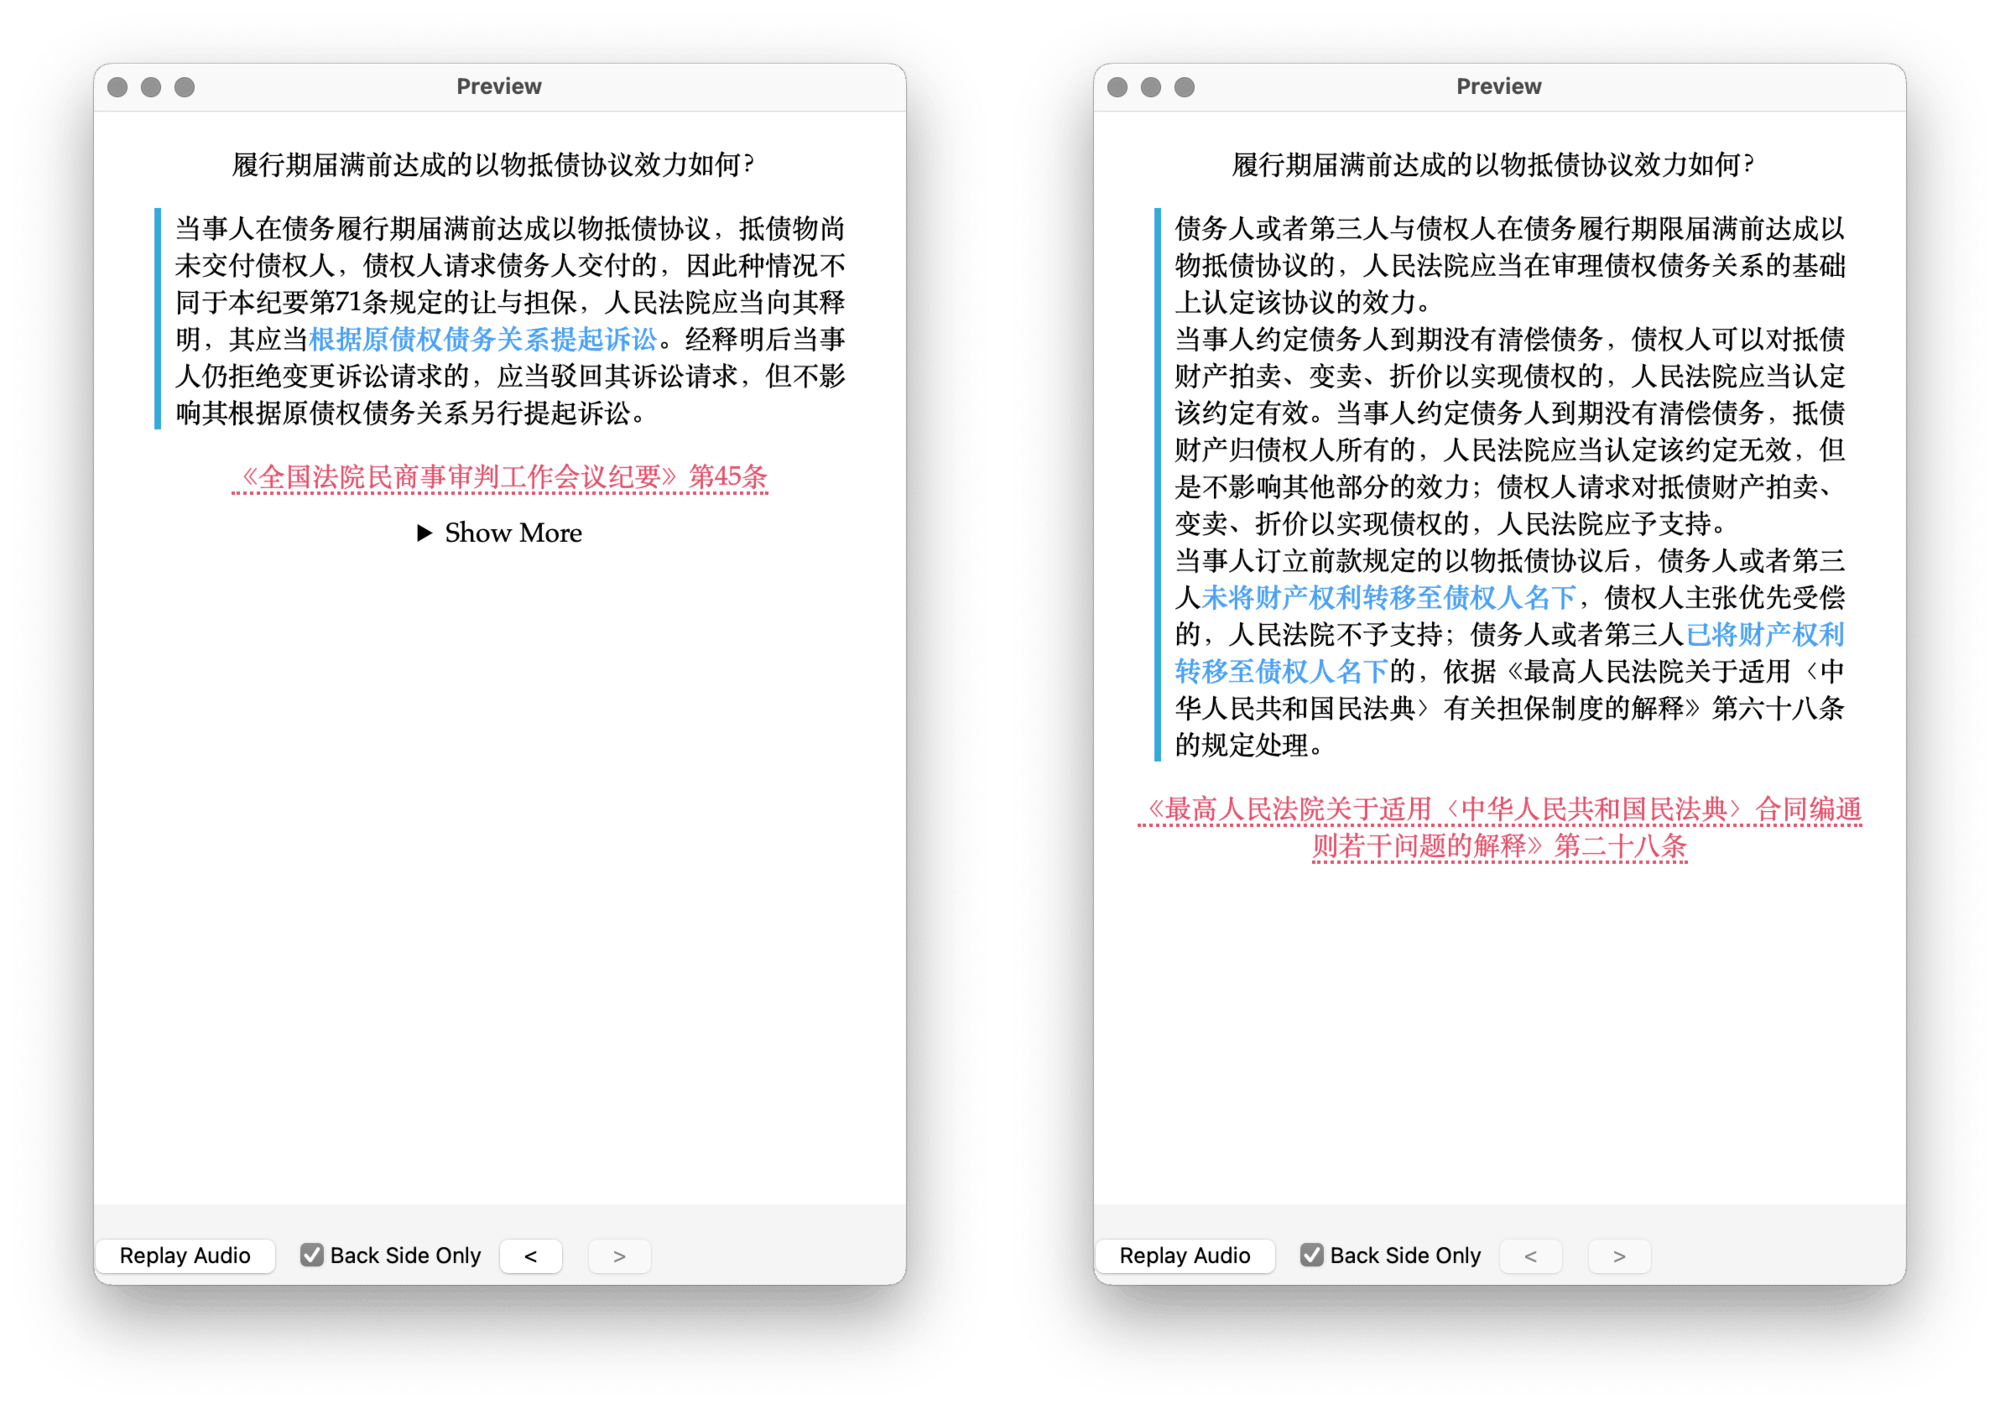 Preview
履行期届满前达成的以物抵债协议效力如何?
当事人在债务履行期届满前达成以物抵债协议，抵债物尚
未交付债权人，债权人请求债务人交付的，因此种情况不
同于本纪要第71条规定的让与担保，人民法院应当向其释
明，其应当根据原债权债务关系提起诉讼。经释明后当事
人仍拒绝变更诉讼请求的，应当驳回其诉讼请求，但不影
响其根据原债权债务关系另行提起诉讼。
《全国法院民商事审判工作会议纪要》第45条
▶ Show More
Replay Audio Back Side Only < >
Preview
履行期届满前达成的以物抵债协议效力如何?
债务人或者第三人与债权人在债务履行期限届满前达成以
物抵债协议的，人民法院应当在审理债权债务关系的基础
上认定该协议的效力。
当事人约定债务人到期没有清偿债务，债权人可以对抵债
财产拍卖、变卖、折价以实现债权的，人民法院应当认定
该约定有效。当事人约定债务人到期没有清偿债务，抵债
财产归债权人所有的，人民法院应当认定该约定无效，但
是不影响其他部分的效力；债权人请求对抵债财产拍卖、
变卖、折价以实现债权的，人民法院应予支持。
当事人订立前款规定的以物抵债协议后，债务人或者第三
人未将财产权利转移至债权人名下，债权人主张优先受偿
的，人民法院不予支持；债务人或者第三人已将财产权利
转移至债权人名下的，依据《最高人民法院关于适用〈中
华人民共和国民法典〉有关担保制度的解释》第六十八条
的规定处理。
《最高人民法院关于适用〈中华人民共和国民法典〉合同编通
则若干问题的解释》第二十八条
Replay Audio Back Side Only < >